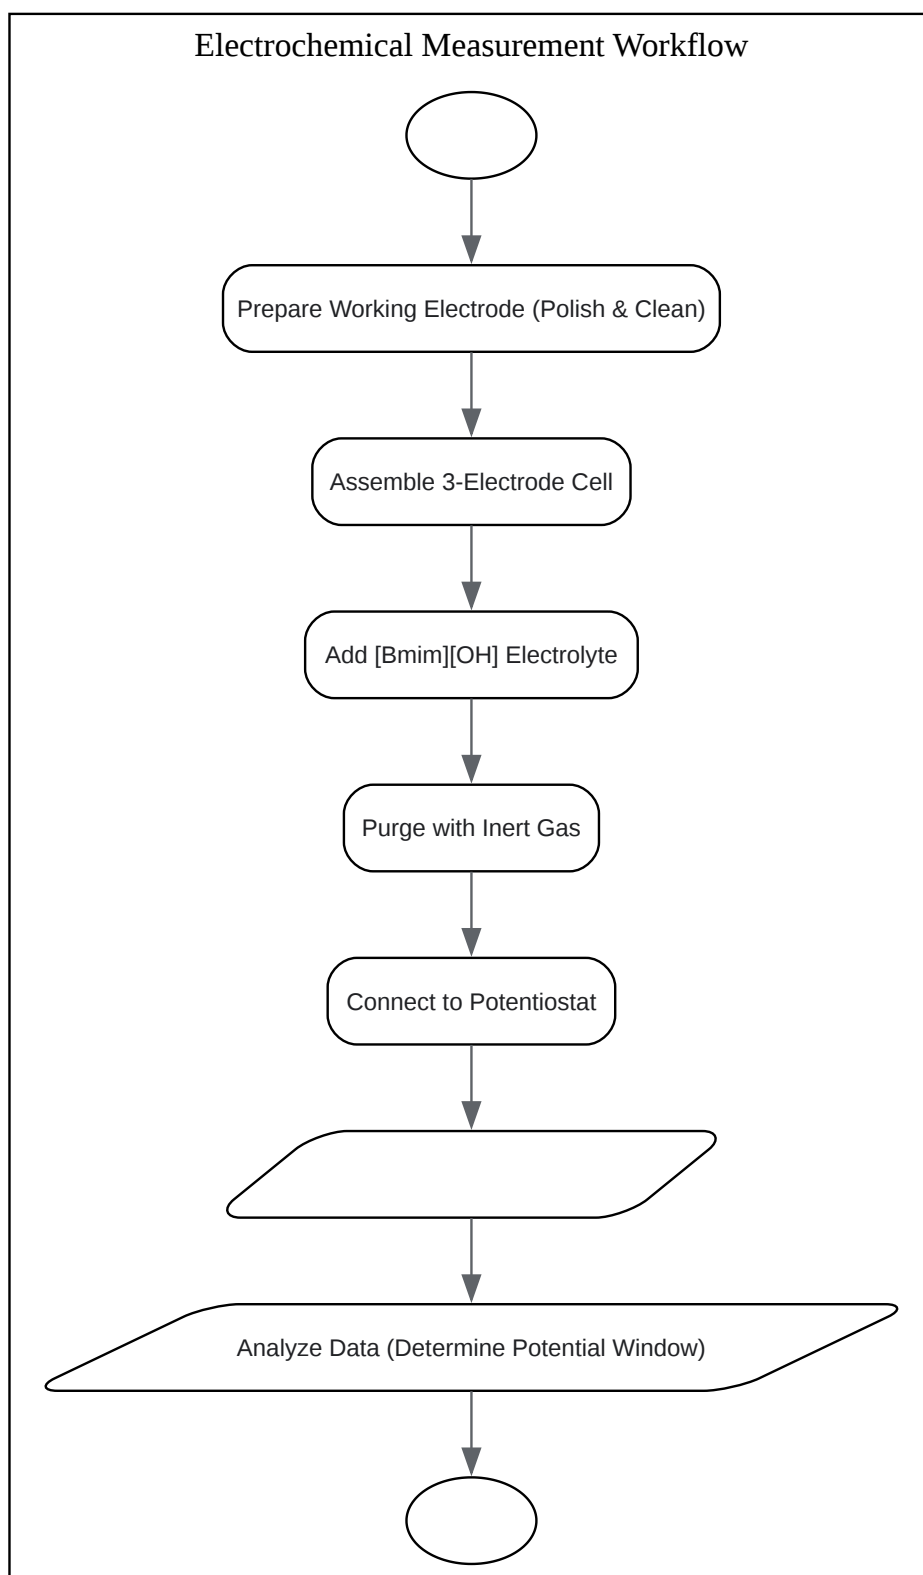 Electrochemical Measurement Workflow
Prepare Working Electrode (Polish & Clean)
Assemble 3-Electrode Cell
Add [Bmim][OH] Electrolyte
Purge with Inert Gas
Connect to Potentiostat
Analyze Data (Determine Potential Window)